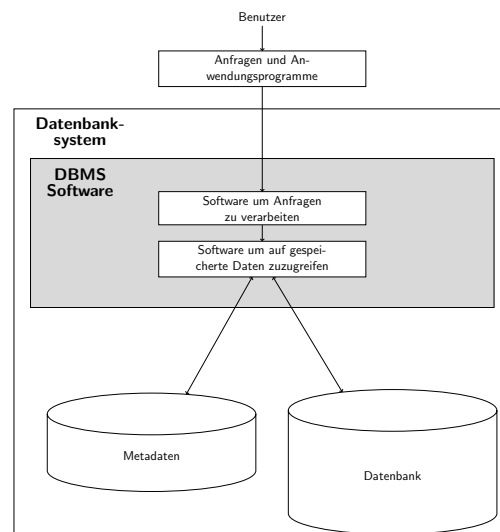 Benutzer
Anfragen und An-
wendungsprogramme
Datenbank-
system
DBMS
Software
Software um Anfragen
zu verarbeiten
Software um auf gespei-
cherte Daten zuzugreifen
Metadaten
Datenbank